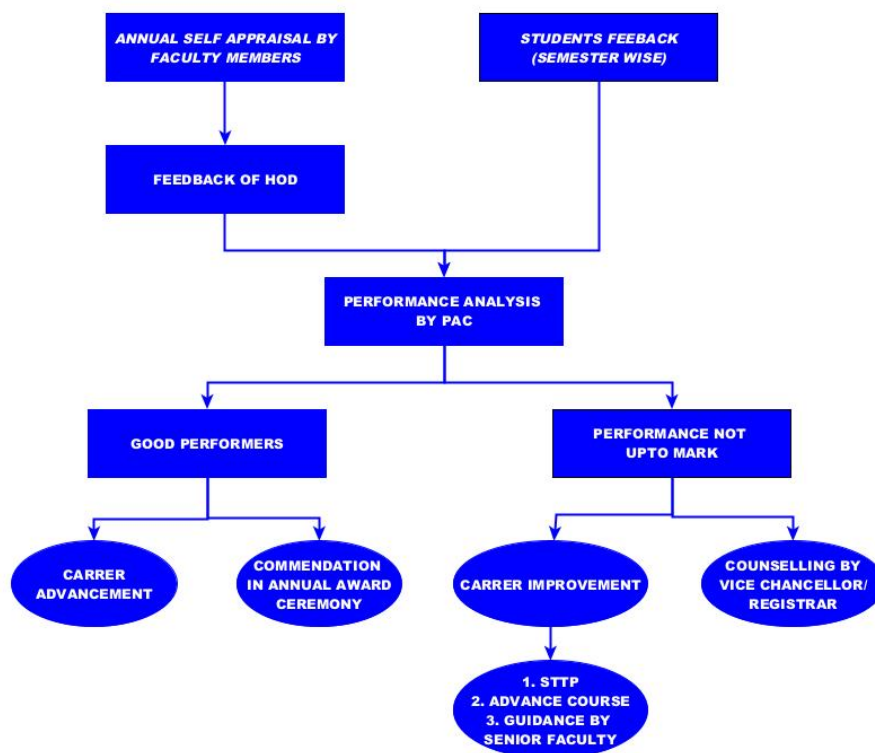 ANNUAL SELF APPRAISAL BY
FACULTY MEMBERS
STUDENTS FEEBACK
(SEMESTER WISE)
FEEDBACK OF HOD
PERFORMANCE ANALYSIS
BY PAC
GOOD PERFORMERS
PERFORMANCE NOT
UPTO MARK
CARRER
ADVANCEMENT
COMMENDATION
IN ANNUAL AWARD
CEREMONY
CARRER IMPROVEMENT
COUNSELLING BY
VICE CHANCELLOR/
REGISTRAR
1. STTP
2. ADVANCE COURSE
3. GUIDANCE BY
SENIOR FACULTY